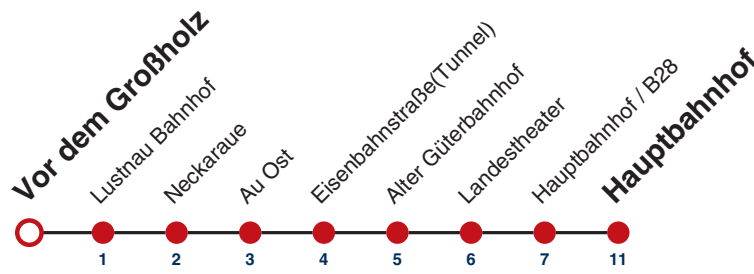 Vor dem Großholz
Lustnau Bahnhof
Neckaraue
Au Ost
Eisenbahnstraße(Tunnel)
Alter Güterbahnhof
Landestheater
Hauptbahnhof / B28
Hauptbahnhof
1 2 3 4 5 6 7 11